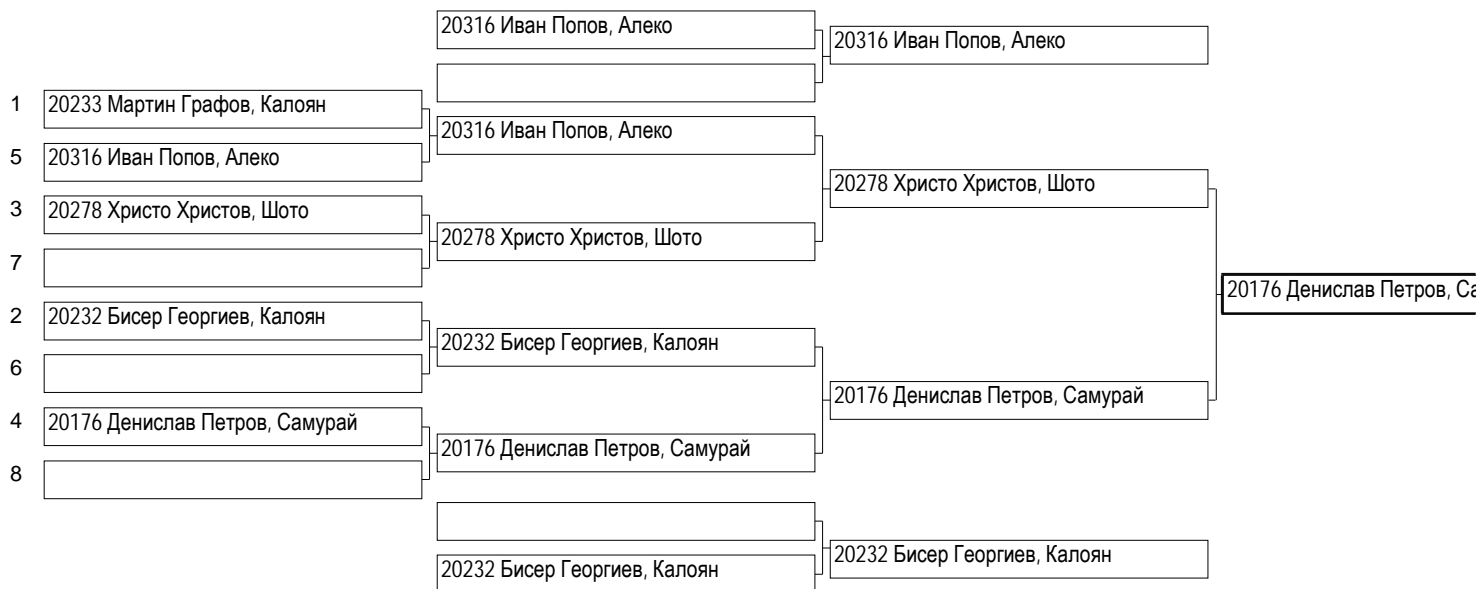 20316 Иван Попов, Алеко
20316 Иван Попов, Алеко
1 20233 Мартин Графов, Калоян
20316 Иван Попов, Алеко
5 20316 Иван Попов, Алеко
20278 Христо Христов, Шото
3 20278 Христо Христов, Шото
20278 Христо Христов, Шото
7
20176 Денислав Петров, Са
2 20232 Бисер Георгиев, Калоян
20232 Бисер Георгиев, Калоян
6
20176 Денислав Петров, Самурай
4 20176 Денислав Петров, Самурай
20176 Денислав Петров, Самурай
8
20232 Бисер Георгиев, Калоян
20232 Бисер Георгиев, Калоян